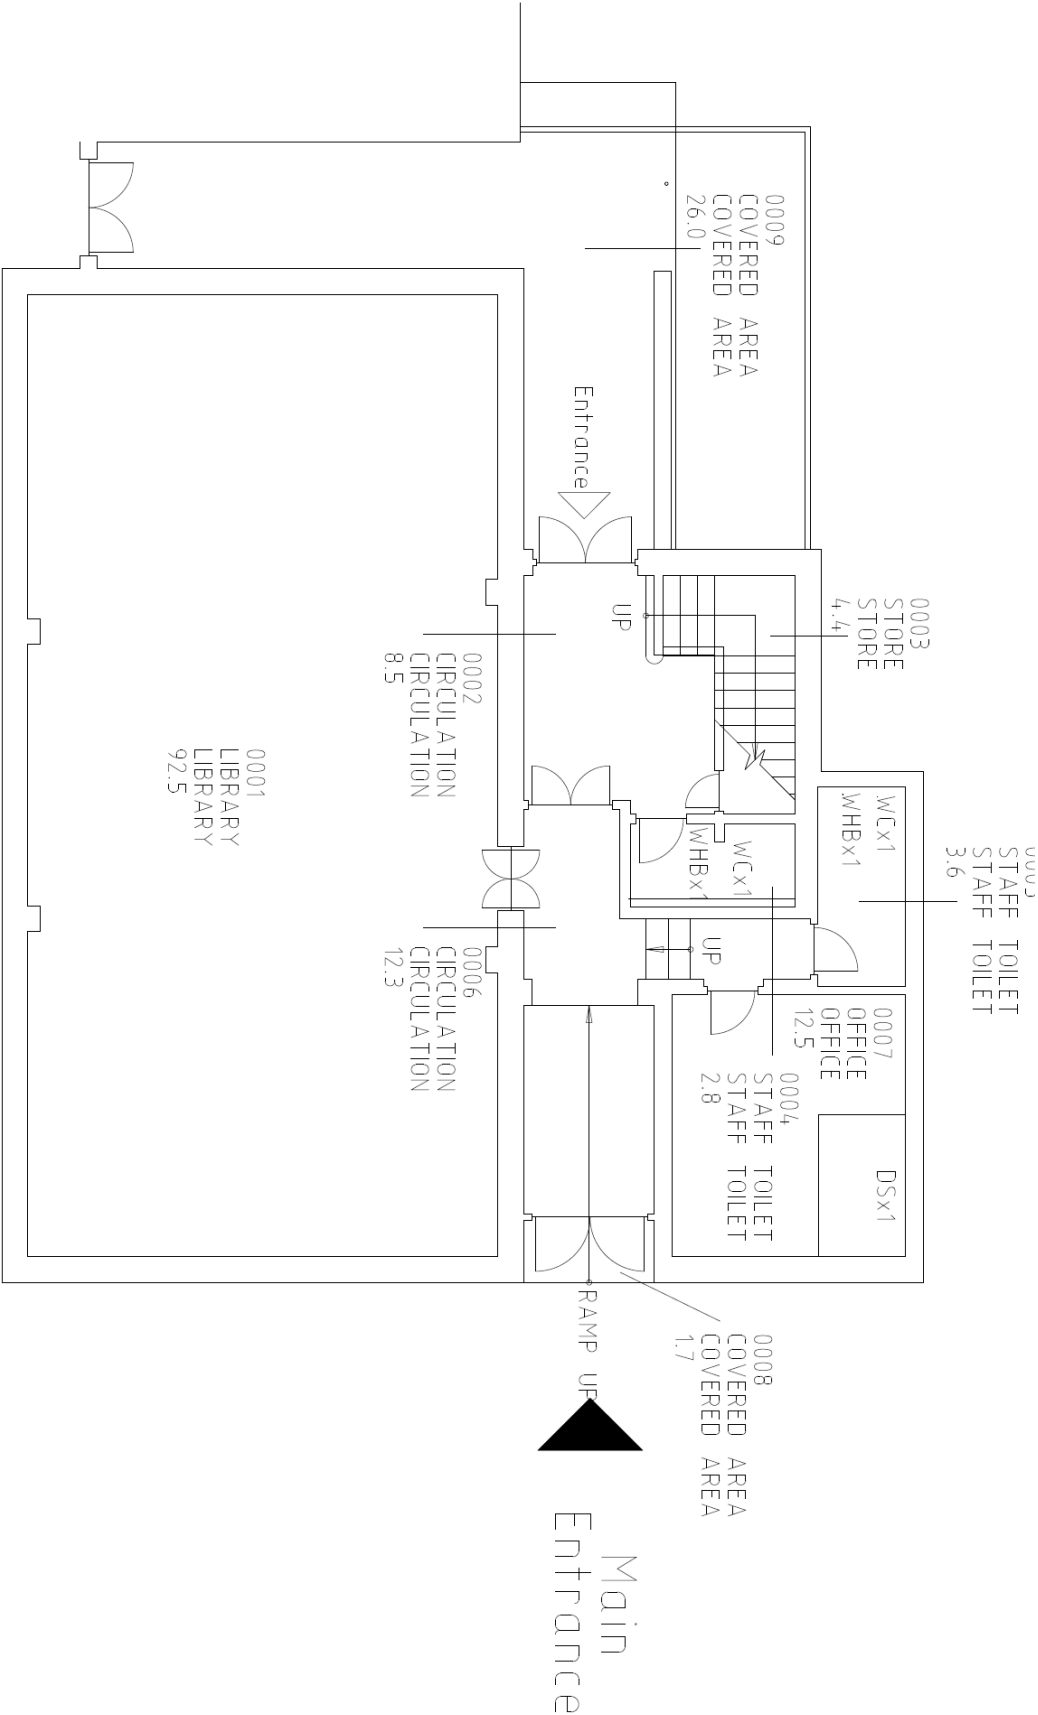 0009
COVERED AREA
COVERED AREA
26.0
Entrance
0003
STORE
STORE
4.4
UP
0002
CIRCULATION
CIRCULATION
8.5
0001
LIBRARY
LIBRARY
92.5
WCx1
WHBx1
WCx1
WHBx1
0005
STAFF TOILET
STAFF TOILET
3.6
UP
0006
CIRCULATION
CIRCULATION
12.3
0007
OFFICE
OFFICE
12.5
0004
STAFF TOILET
STAFF TOILET
2.8
DSx1
RAMP UP
0008
COVERED AREA
COVERED AREA
1.7
Main
Entrance